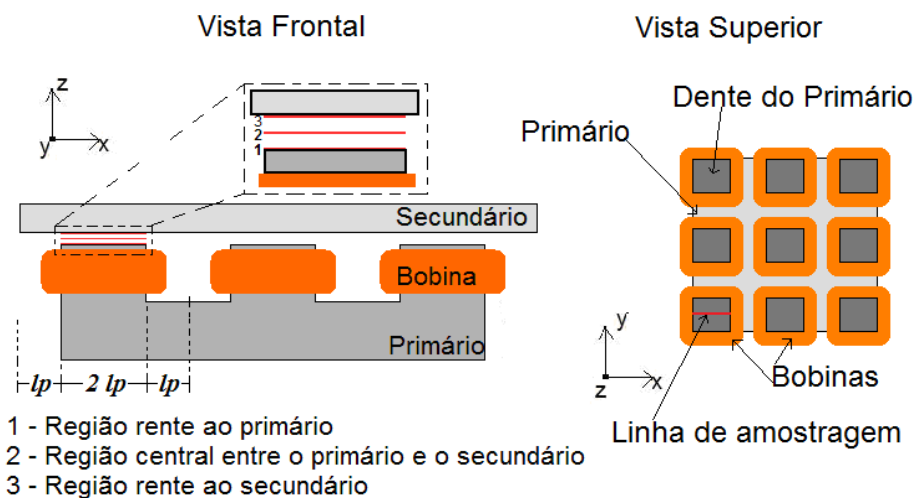 Vista Frontal
Vista Superior
z
y
x
3
2
1
Secundário
Bobina
Primário
lp
2 lp
lp
Dente do Primário
Primário
y
z
x
Bobinas
Linha de amostragem
1 - Região rente ao primário
2 - Região central entre o primário e o secundário
3 - Região rente ao secundário